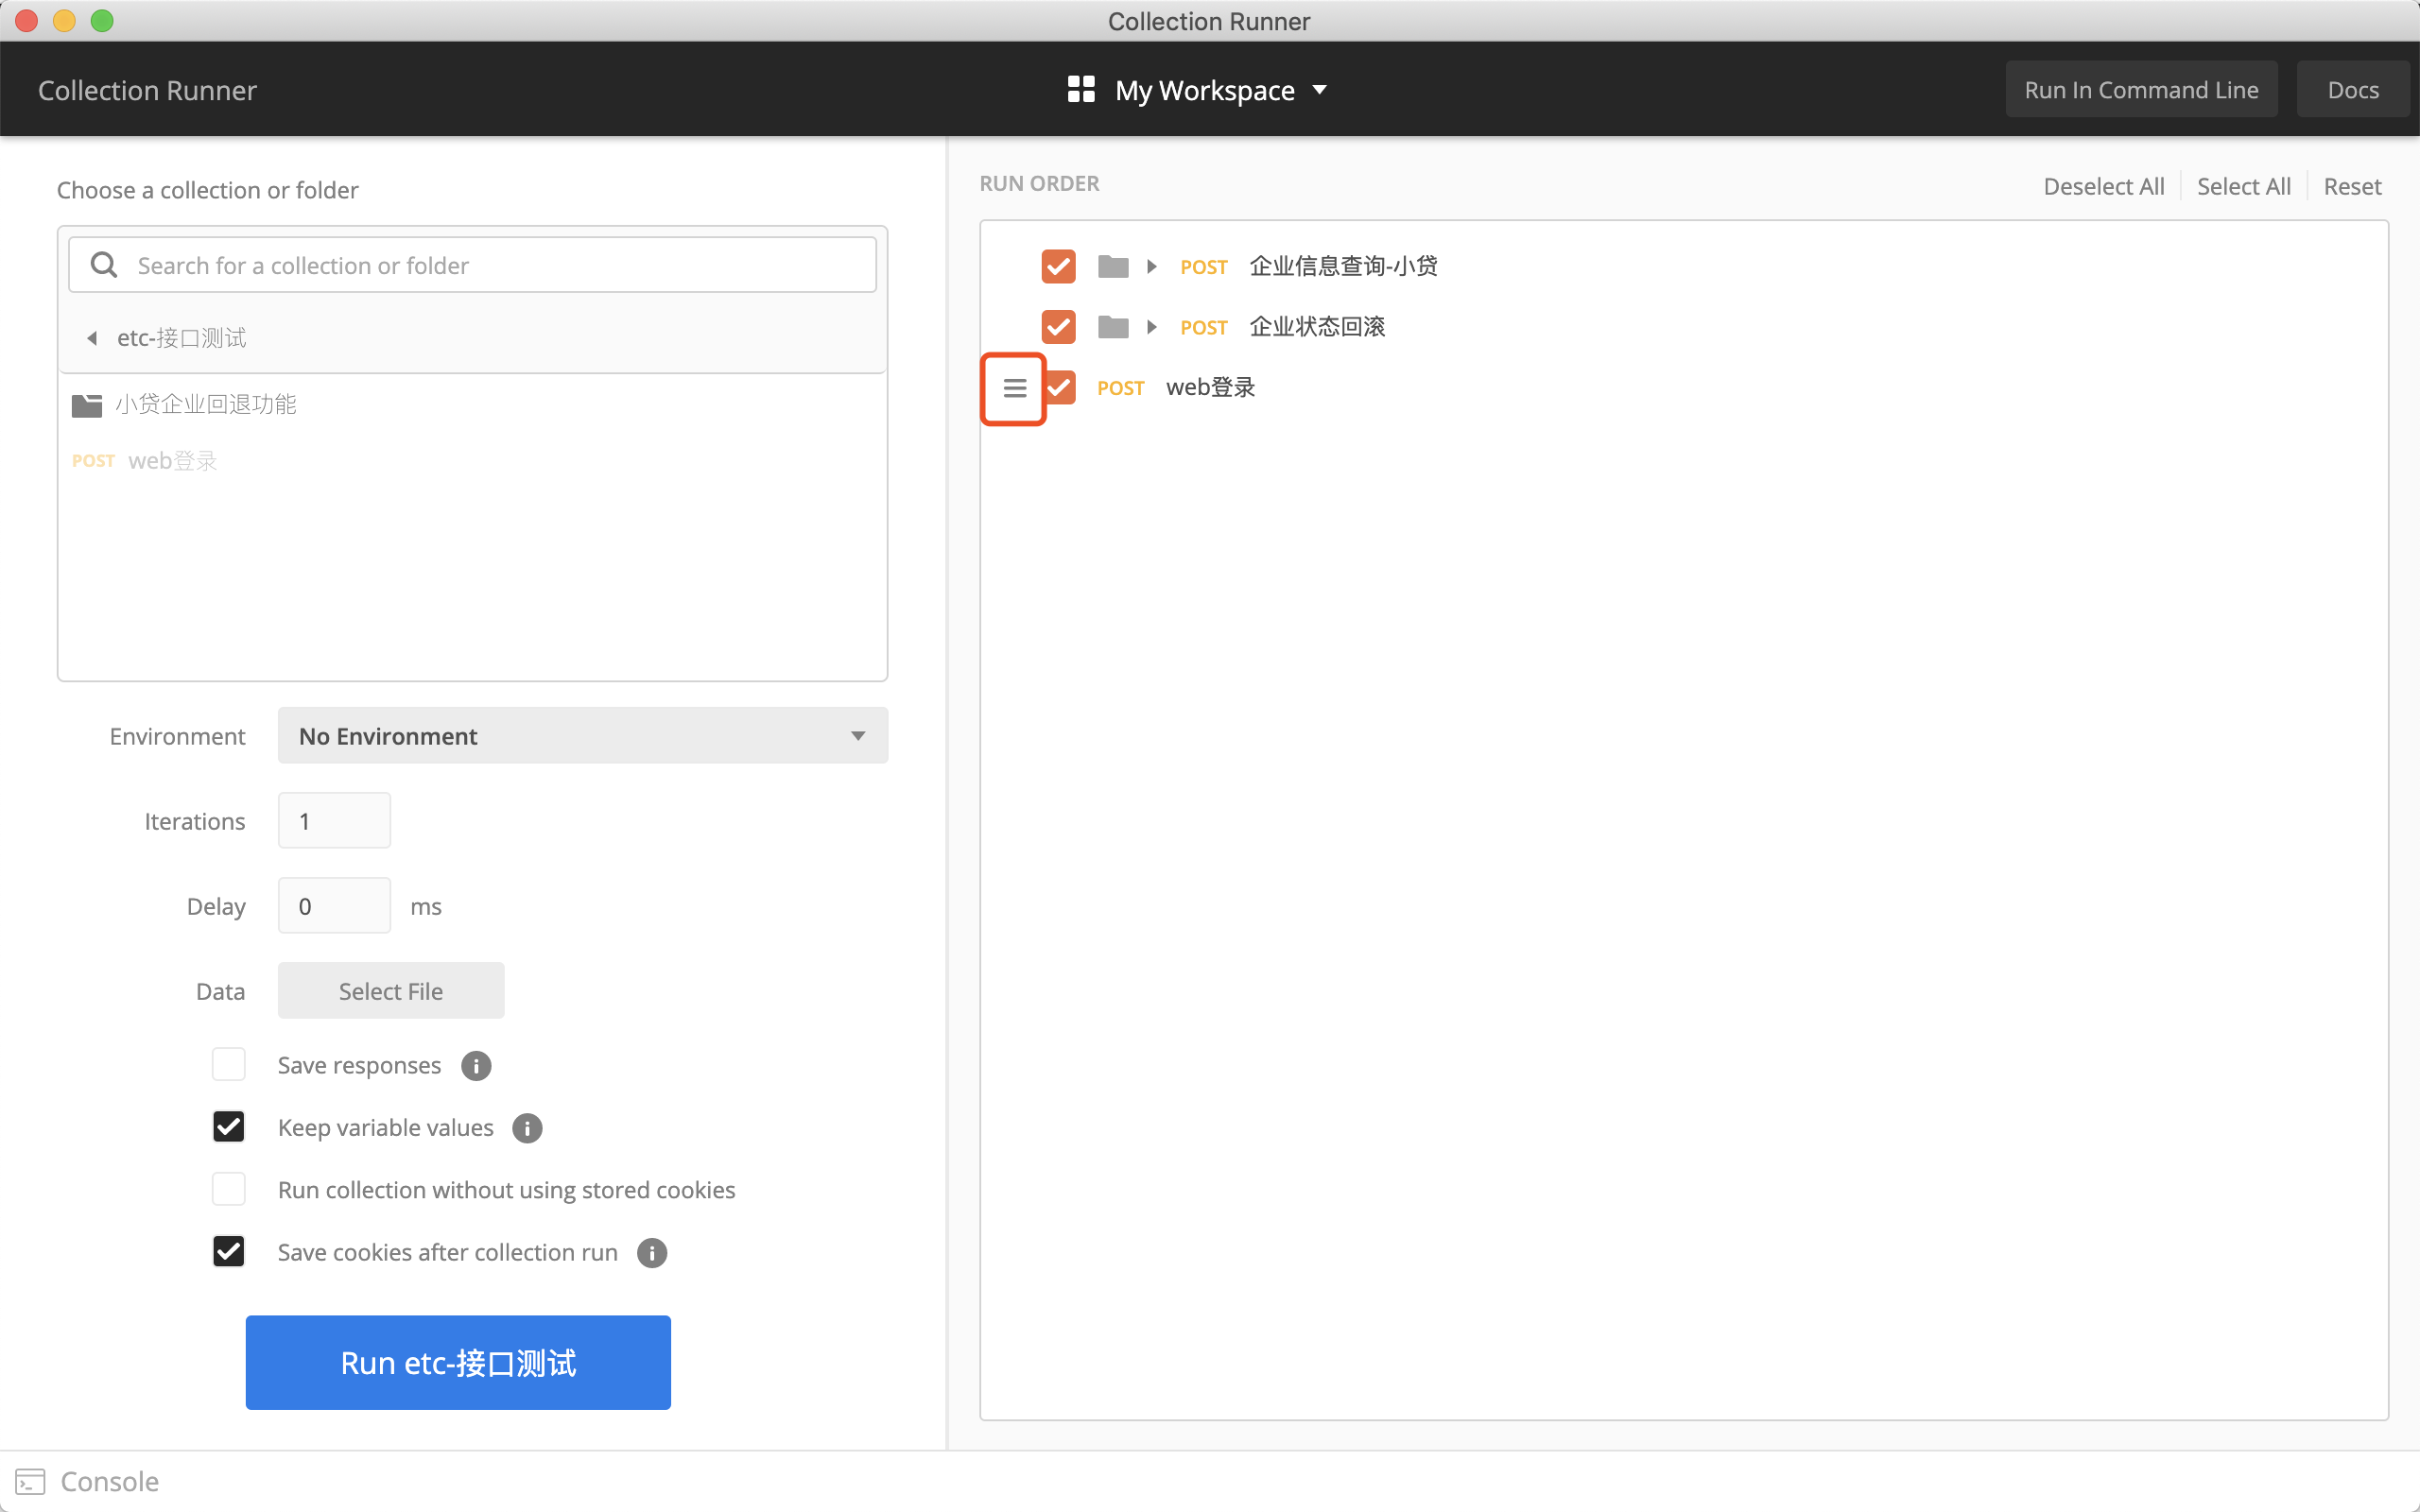 Collection Runner
Collection Runner
My Workspace
Run In Command Line
Docs
Choose a collection or folder
Search for a collection or folder
etc-接口测试
小贷企业回退功能
POST web登录
Environment
No Environment
Iterations
1
Delay
0
ms
Data
Select File
Save responses
Keep variable values
Run collection without using stored cookies
Save cookies after collection run
Run etc-接口测试
RUN ORDER
Deselect All
Select All
Reset
POST 企业信息查询-小贷
POST 企业状态回滚
POST web登录
Console